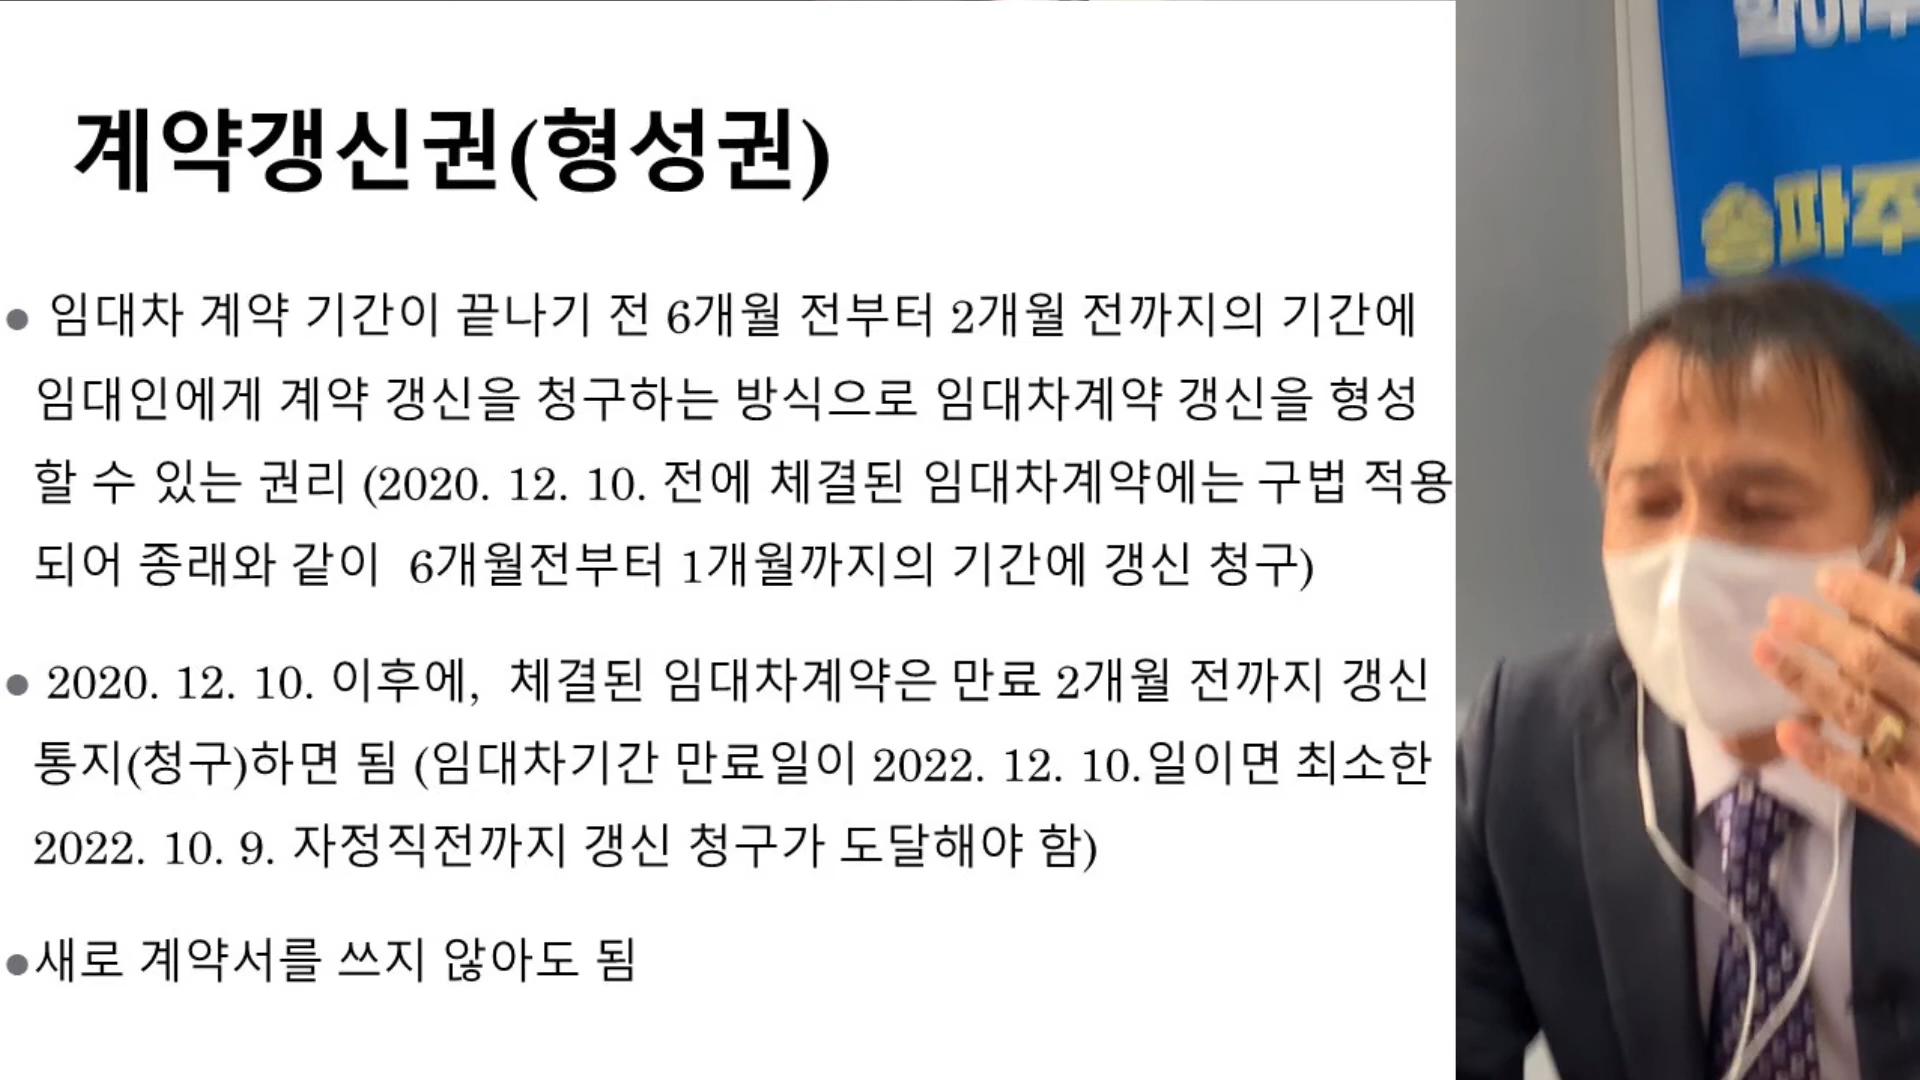 계약갱신권(형성권)
● 임대차 계약 기간이 끝나기 전 6개월 전부터 2개월 전까지의 기간에
임대인에게 계약 갱신을 청구하는 방식으로 임대차계약 갱신을 형성
할 수 있는 권리 (2020. 12. 10. 전에 체결된 임대차계약에는 구법 적용
되어 종래와 같이 6개월전부터 1개월까지의 기간에 갱신 청구)
● 2020. 12. 10. 이후에, 체결된 임대차계약은 만료 2개월 전까지 갱신
통지(청구)하면 됨 (임대차기간 만료일이 2022. 12. 10.일이면 최소한
2022. 10. 9. 자정직전까지 갱신 청구가 도달해야 함)
●새로 계약서를 쓰지 않아도 됨
송파주